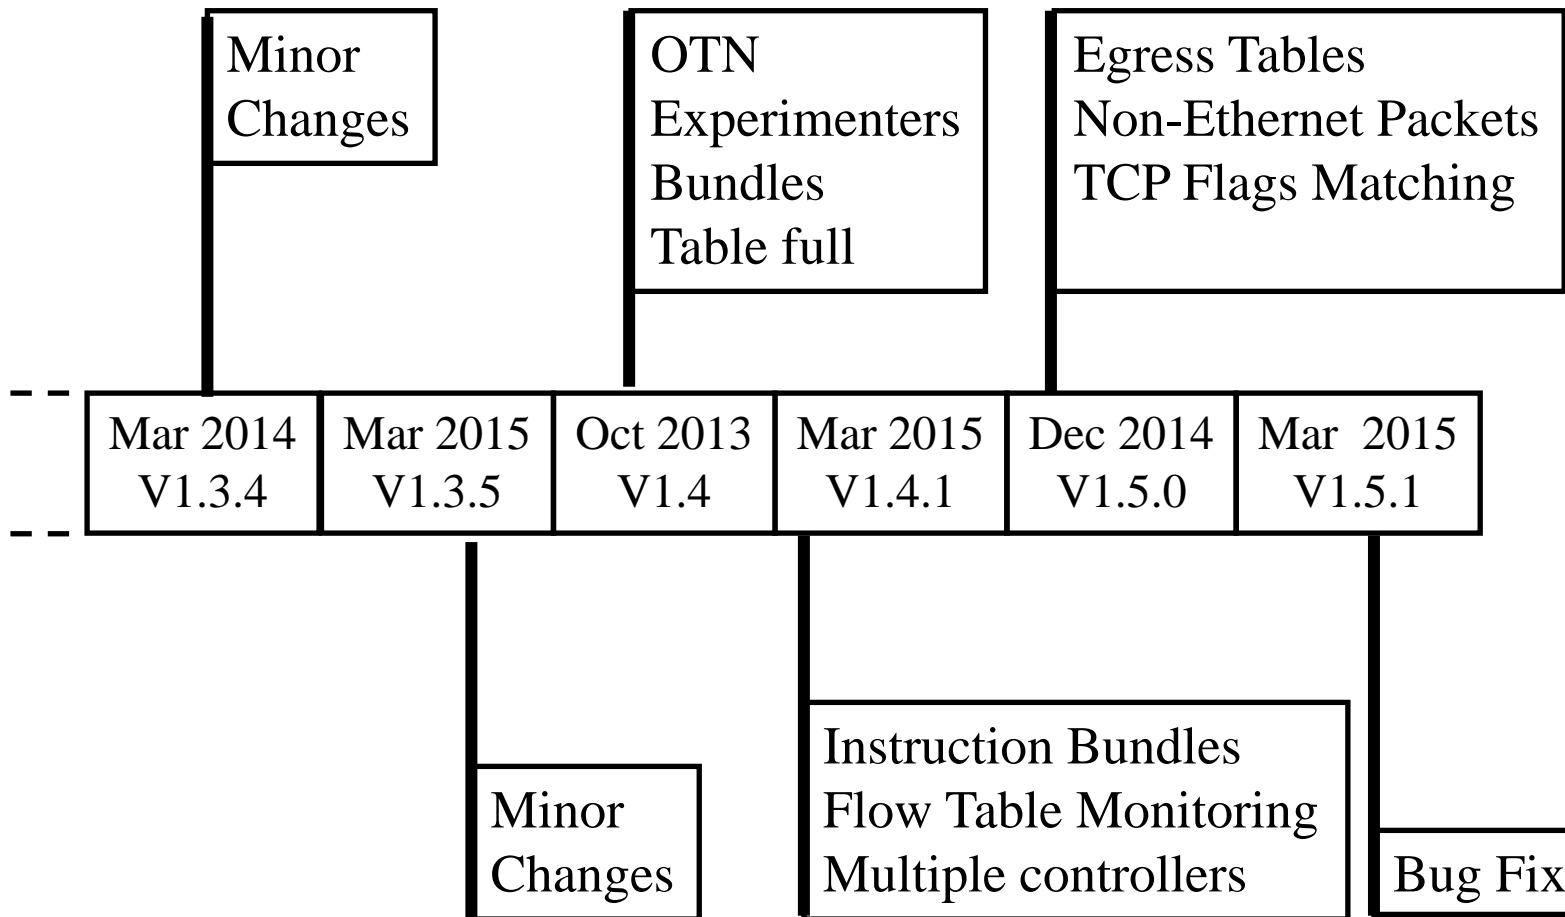 Minor
Changes
OTN
Experimenters
Bundles
Table full
Egress Tables
Non-Ethernet Packets
TCP Flags Matching
Mar 2014
V1.3.4
Mar 2015
V1.3.5
Oct 2013
V1.4
Mar 2015
V1.4.1
Dec 2014
V1.5.0
Mar 2015
V1.5.1
Minor
Changes
Instruction Bundles
Flow Table Monitoring
Multiple controllers
Bug Fix